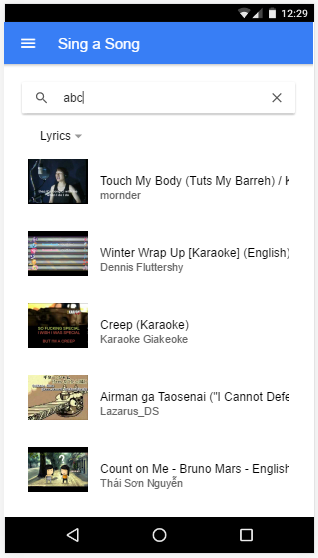 12:29
Sing a Song
abc
Lyrics
Touch My Body (Tuts My Barreh) / K
mornder
Winter Wrap Up [Karaoke] (English)
Dennis Fluttershy
SO FUCKING SPECIAL
I WISH I WAS SPECIAL
BUT I'M A CREEP
Creep (Karaoke)
Karaoke Giakeoke
Airman ga Taosenai ("I Cannot Defe
Lazarus_DS
Count on Me - Bruno Mars - English
Thái Sơn Nguyễn